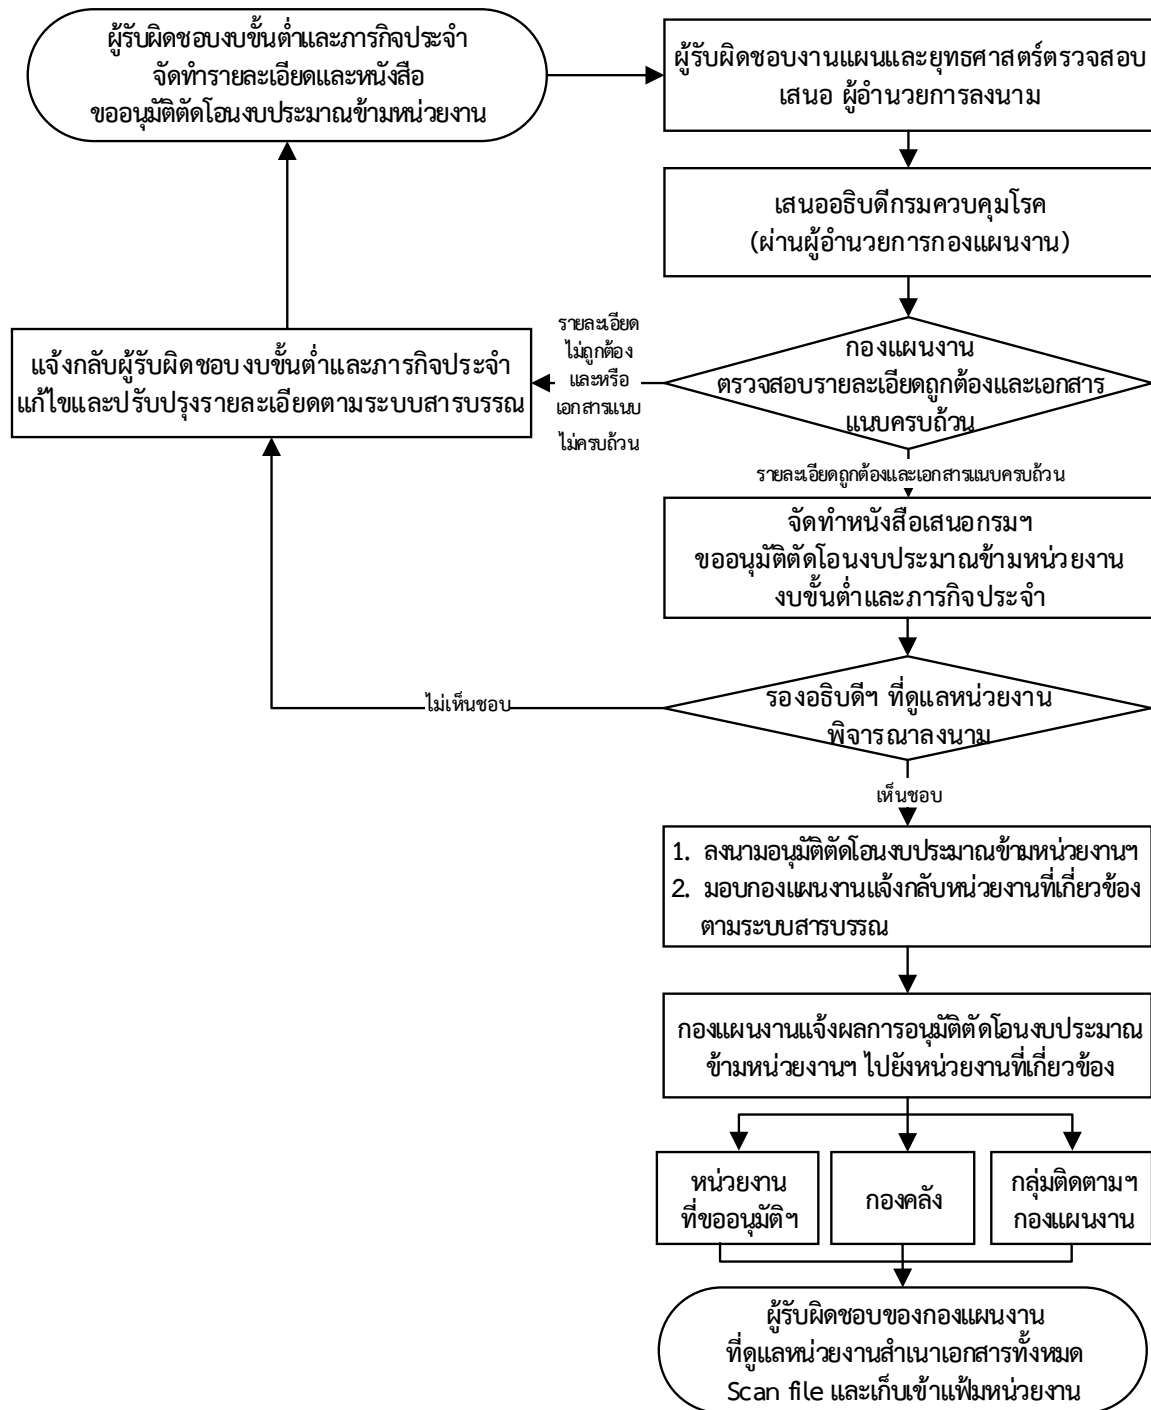 ผู้รับผิดชอบงบขั้นต่ำและภารกิจประจำ
จัดทำรายละเอียดและหนังสือ
ขออนุมัติตัดโอนงบประมาณข้ามหน่วยงาน
ผู้รับผิดชอบงานแผนและยุทธศาสตร์ตรวจสอบ
เสนอ ผู้อำนวยการลงนาม
เสนออธิบดีกรมควบคุมโรค
(ผ่านผู้อำนวยการกองแผนงาน)
กองแผนงาน
ตรวจสอบรายละเอียดถูกต้องและเอกสาร
แนบครบถ้วน
รายละเอียด
ไม่ถูกต้อง
และหรือ
เอกสารแนบ
ไม่ครบถ้วน
แจ้งกลับผู้รับผิดชอบงบขั้นต่ำและภารกิจประจำ
แก้ไขและปรับปรุงรายละเอียดตามระบบสารบรรณ
รายละเอียดถูกต้องและเอกสารแนบครบถ้วน
จัดทำหนังสือเสนอกรมฯ
ขออนุมัติตัดโอนงบประมาณข้ามหน่วยงาน
งบขั้นต่ำและภารกิจประจำ
รองอธิบดีฯ ที่ดูแลหน่วยงาน
พิจารณาลงนาม
ไม่เห็นชอบ
เห็นชอบ
1. ลงนามอนุมัติตัดโอนงบประมาณข้ามหน่วยงานฯ
2. มอบกองแผนงานแจ้งกลับหน่วยงานที่เกี่ยวข้อง
ตามระบบสารบรรณ
กองแผนงานแจ้งผลการอนุมัติตัดโอนงบประมาณ
ข้ามหน่วยงานฯ ไปยังหน่วยงานที่เกี่ยวข้อง
หน่วยงาน
ที่ขออนุมัติฯ
กองคลัง
กลุ่มติดตามฯ
กองแผนงาน
ผู้รับผิดชอบของกองแผนงาน
ที่ดูแลหน่วยงานสำเนาเอกสารทั้งหมด
Scan file และเก็บเข้าแฟ้มหน่วยงาน